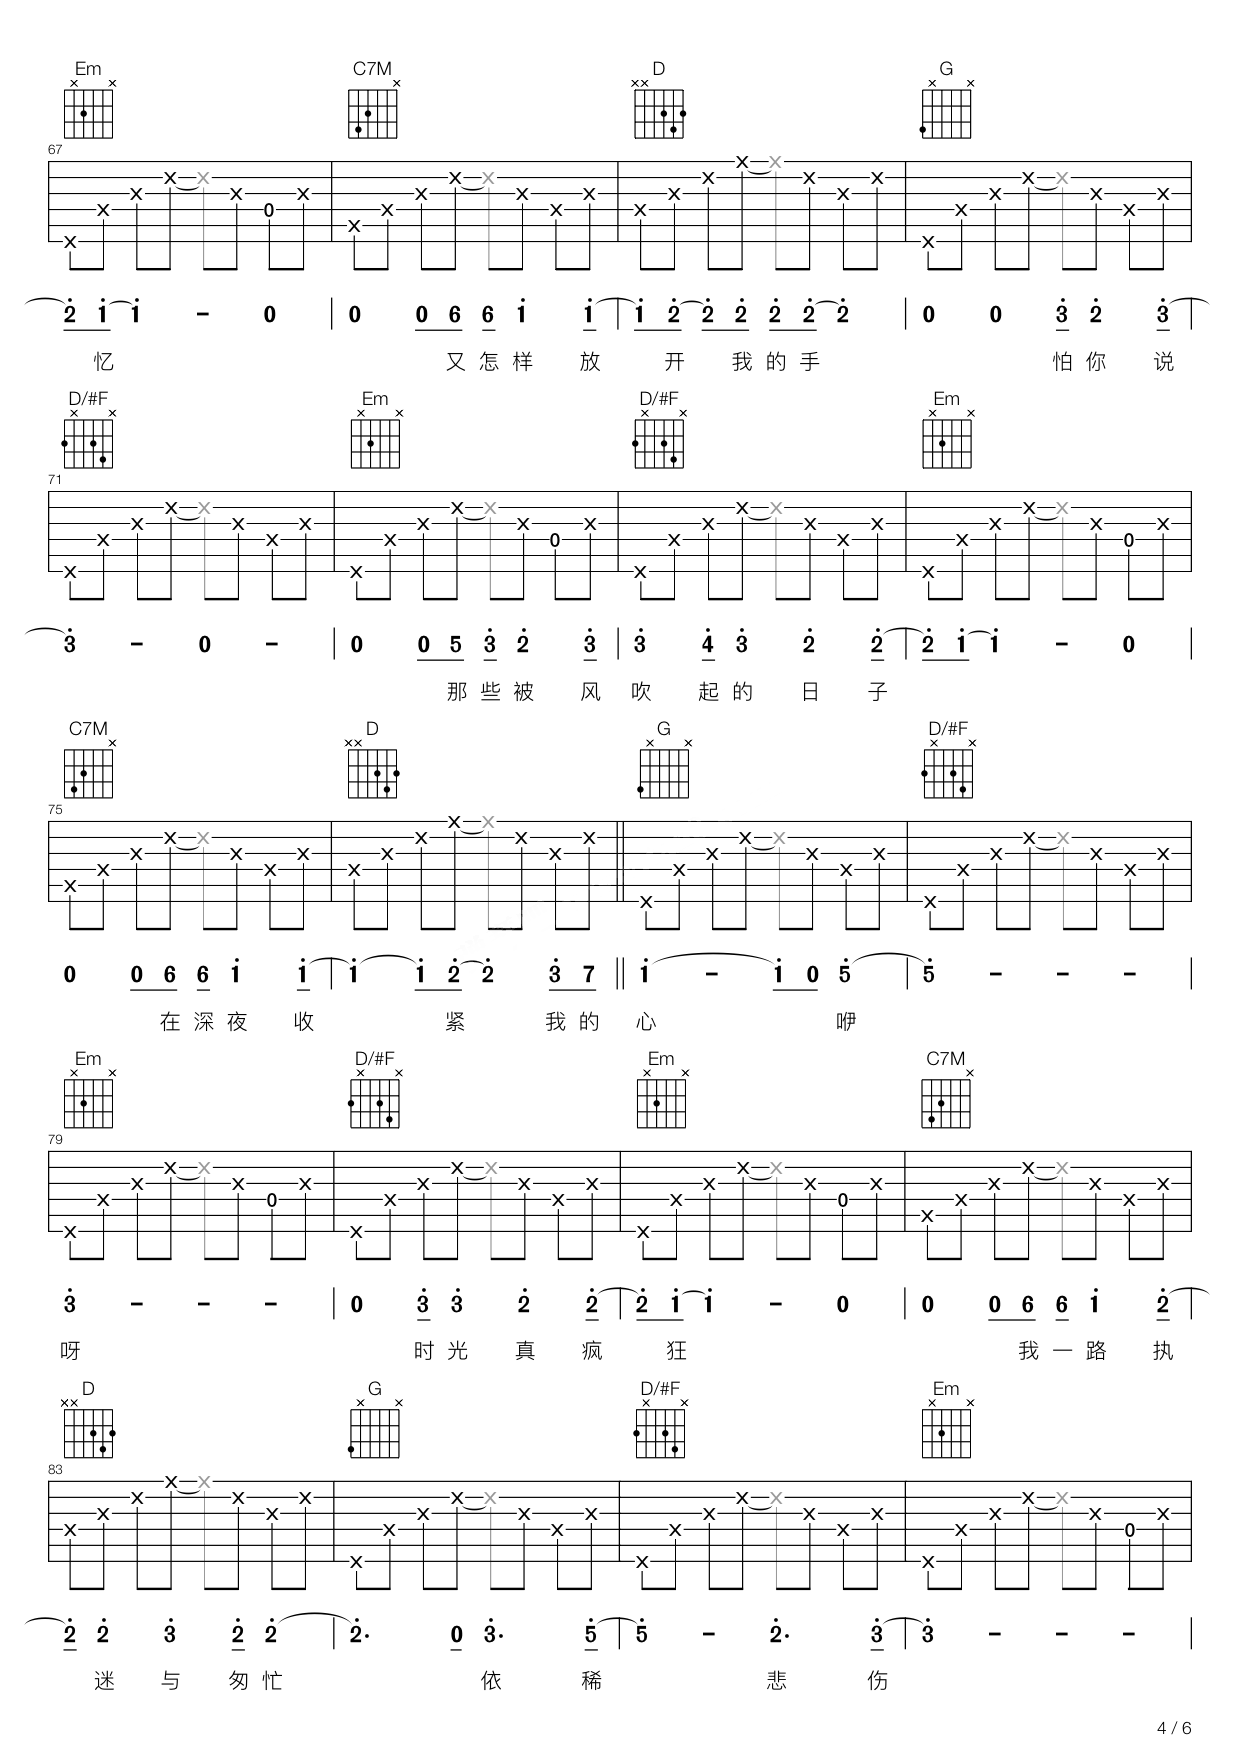 Em C7M D G
67
2 1 1 - 0 | 0 0 6 6 1 1 | 1 2 2 2 2 2 2 | 0 0 3 2 3
忆 又 怎 样 放 开 我 的 手 怕 你 说
D/#F Em D/#F Em
71
3 - 0 - | 0 0 5 3 2 3 | 3 4 3 2 2 | 2 1 1 - 0
那 些 被 风 吹 起 的 日 子
C7M D G D/#F
75
0 0 6 6 1 1 | 1 1 2 2 3 7 || 1 - 1 0 5 | 5 - - -
在 深 夜 收 紧 我 的 心 咿
Em D/#F Em C7M
79
3 - - - | 0 3 3 2 2 | 2 1 1 - 0 | 0 0 6 6 1 2
呀 时 光 真 疯 狂 我 一 路 执
D G D/#F Em
83
2 2 3 2 2 | 2. 0 3. 5 | 5 - 2. 3 | 3 - - -
迷 与 匆 忙 依 稀 悲 伤
4 / 6